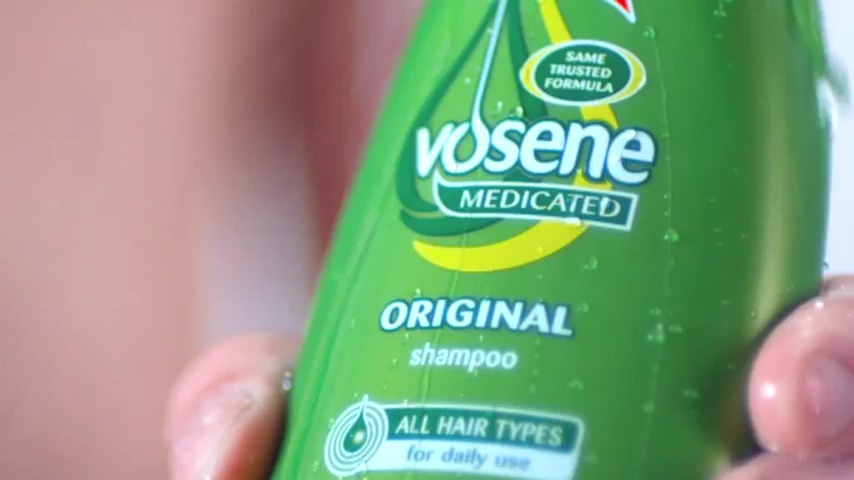 SAME
TRUSTED
FORMULA
vosene
MEDICATED
ORIGINAL
shampoo
ALL HAIR TYPES
for daily use